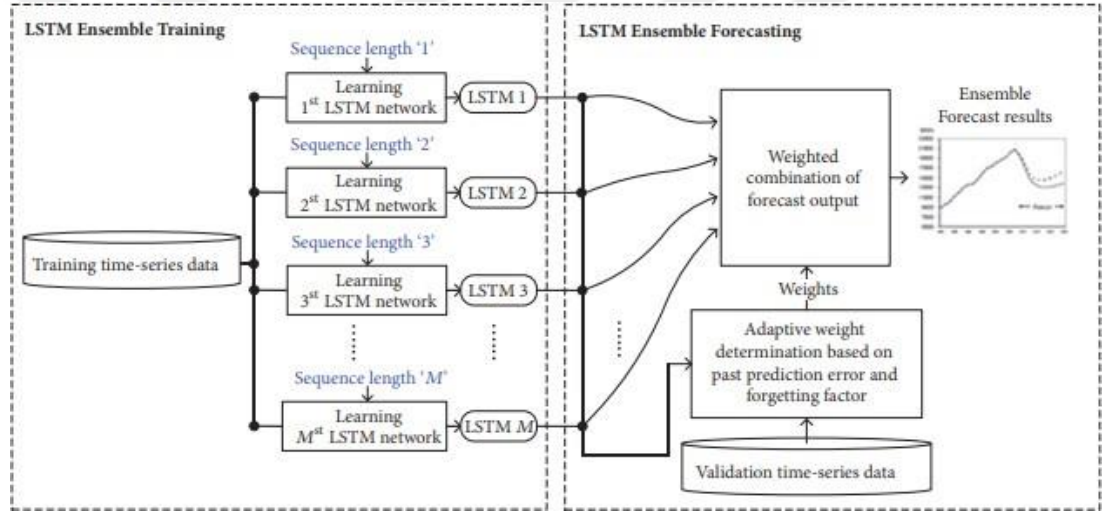 LSTM Ensemble Training
Sequence length '1'
Learning
1st LSTM network
LSTM 1
Sequence length '2'
Learning
2st LSTM network
LSTM 2
Training time-series data
Sequence length '3'
Learning
3st LSTM network
LSTM 3
Sequence length 'M'
Learning
Mst LSTM network
LSTM M
LSTM Ensemble Forecasting
Weighted
combination of
forecast output
Ensemble
Forecast results
Weights
Adaptive weight
determination based on
past prediction error and
forgetting factor
Validation time-series data